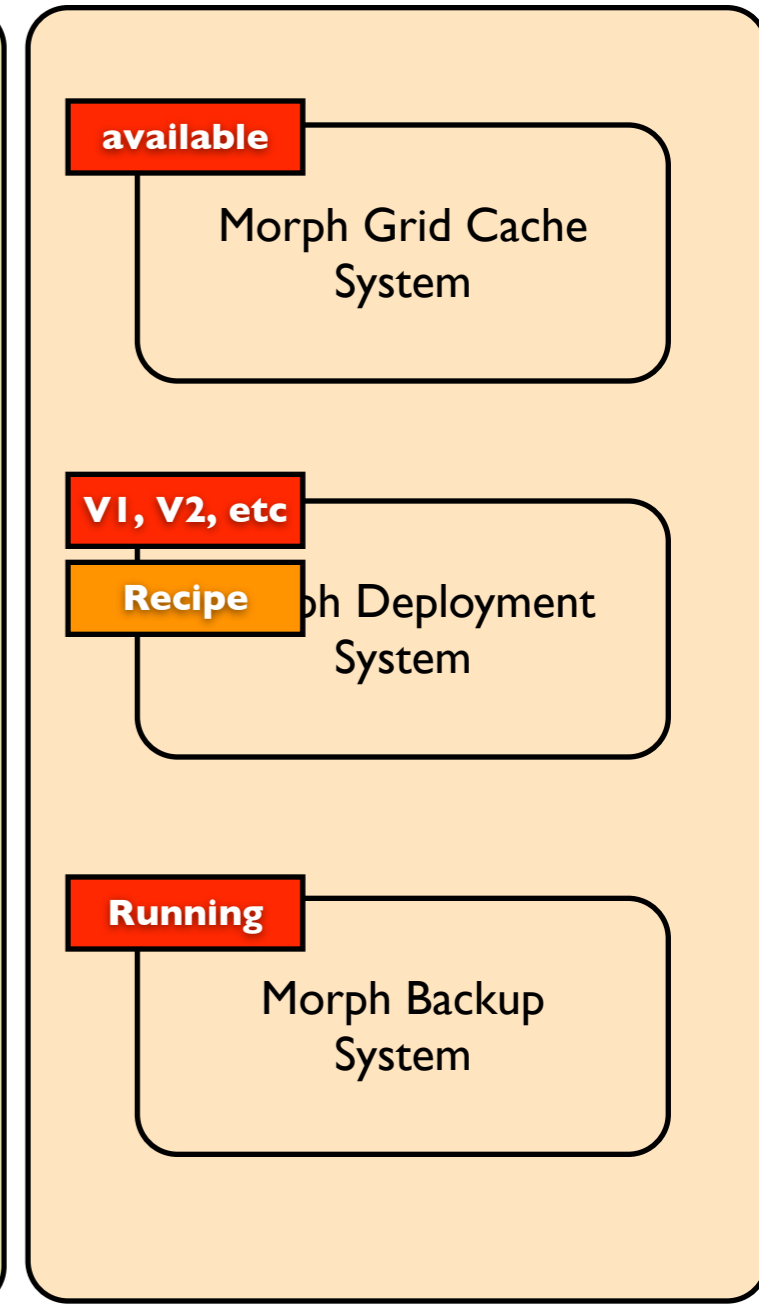 available
Morph Grid Cache
System
V1, V2, etc
Recipe
ph Deployment
System
Running
Morph Backup
System